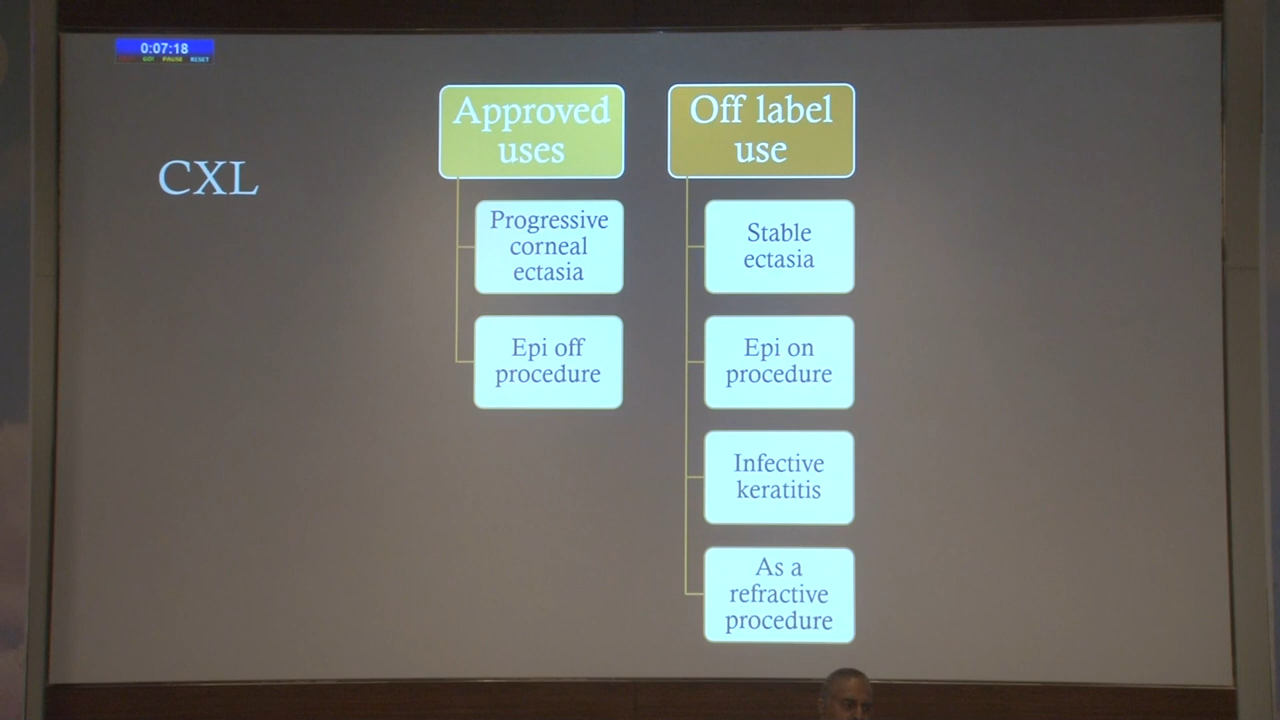 0:07:18
GO! PAUSE RESET
CXL
Approved
uses
Progressive
corneal
ectasia
Epi off
procedure
Off label
use
Stable
ectasia
Epi on
procedure
Infective
keratitis
As a
refractive
procedure